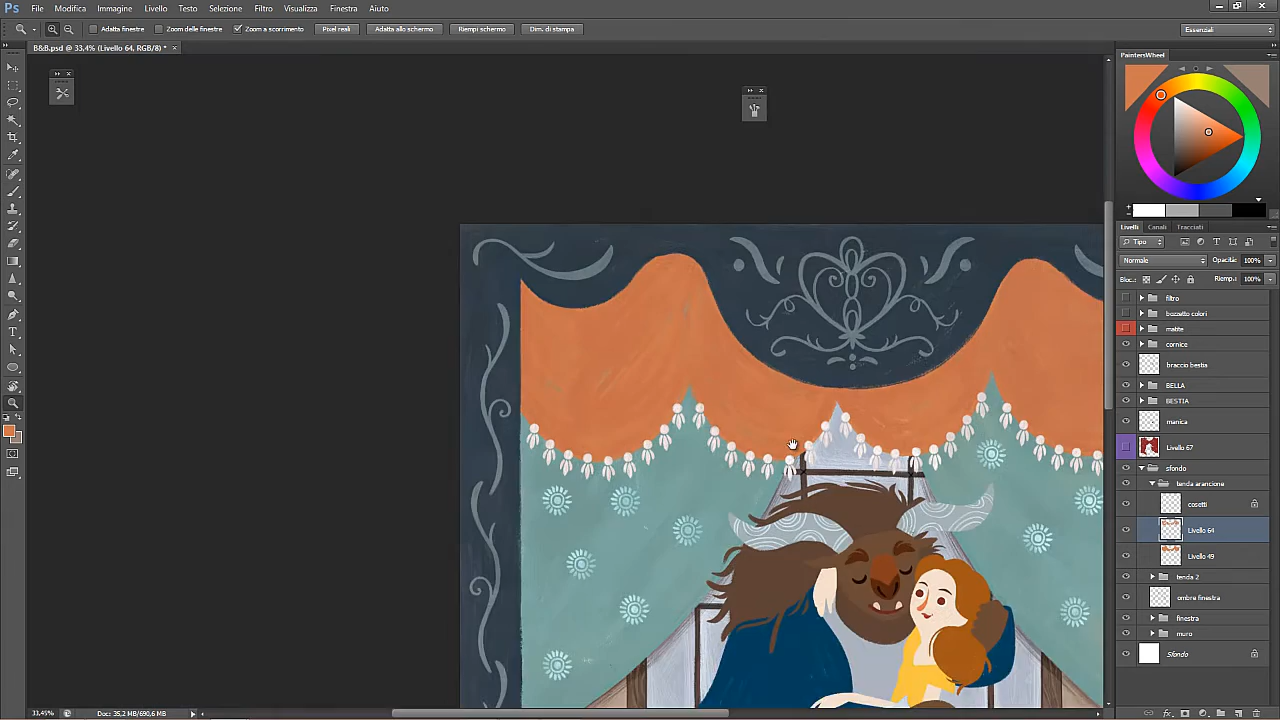 Ps File Modifica Immagine Livello Testo Selezione Filtro Visualizza Finestra Aiuto
Adatta finestre Zoom delle finestre Zoom a scorrimento Pixel reali Adatta allo schermo Riempi schermo Dim. di stampa Essenziali
B&B.psd @ 33,4% (Livello 64, RGB/8) *
PaintersWheel
Livelli Canali Tracciati
Tipo
Normale Opacità: 100%
Bloc.: Riemp.: 100%
filtro
bozzatto colori
matite
cornice
braccio bestia
BELLA
BESTIA
manica
Livello 67
sfondo
tenda arancione
cosetti
Livello 64
Livello 49
tenda 2
ombre finestra
finestra
muro
Sfondo
33,45% Doc: 35,2 MB/690,6 MB